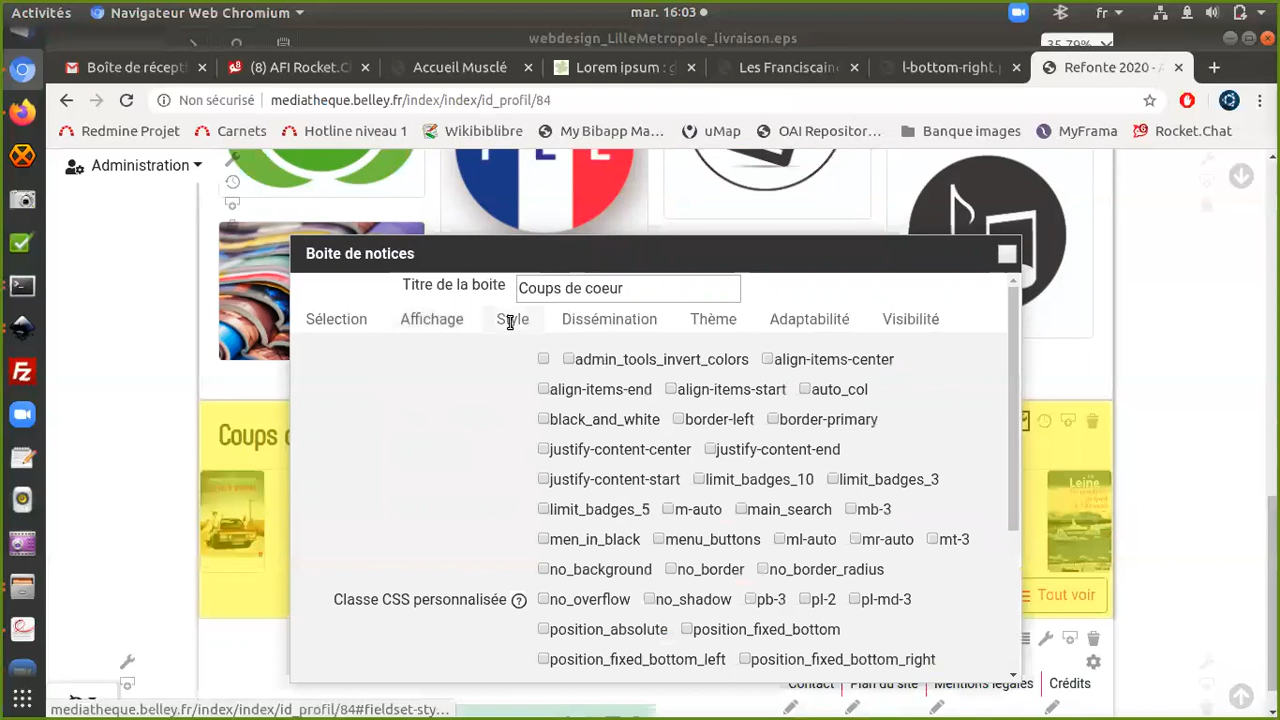 Activités Navigateur Web Chromium mar. 16:03 fr
webdesign_LilleMetropole_livraison.eps 35,79%
Boîte de récept (8) AFI Rocket.C Accueil Musclé Lorem ipsum : g Les Franciscain l-bottom-right.p Refonte 2020 - A
Non sécurisé mediatheque.belley.fr/index/index/id_profil/84
Redmine Projet Carnets Hotline niveau 1 Wikibiblibre My Bibapp Ma… uMap OAI Repositor… Banque images MyFrama Rocket.Chat
Administration
Boite de notices
Titre de la boite Coups de coeur
Sélection Affichage Style Dissémination Thème Adaptabilité Visibilité
admin_tools_invert_colors align-items-center
align-items-end align-items-start auto_col
black_and_white border-left border-primary
Coups
justify-content-center justify-content-end
justify-content-start limit_badges_10 limit_badges_3
Leine
limit_badges_5 m-auto main_search mb-3
men_in_black menu_buttons ml-auto mr-auto mt-3
no_background no_border no_border_radius
Tout voir
Classe CSS personnalisée ? no_overflow no_shadow pb-3 pl-2 pl-md-3
position_absolute position_fixed_bottom
position_fixed_bottom_left position_fixed_bottom_right
Contact Plan du site Mentions légales Crédits
mediatheque.belley.fr/index/index/id_profil/84#fieldset-sty…